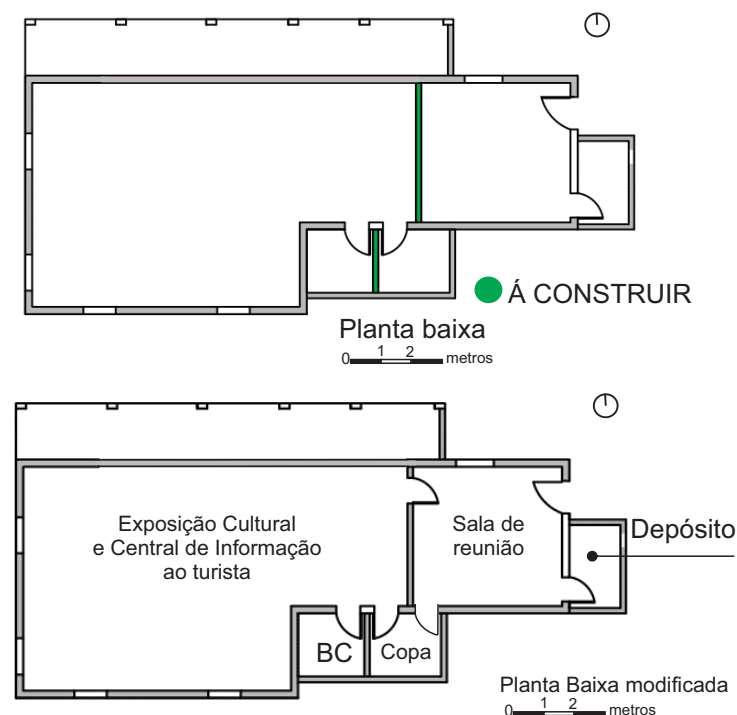 Á CONSTRUIR
Planta baixa
0 1 2 metros
Exposição Cultural
e Central de Informação
ao turista
Sala de
reunião
Depósito
BC
Copa
Planta Baixa modificada
0 1 2 metros